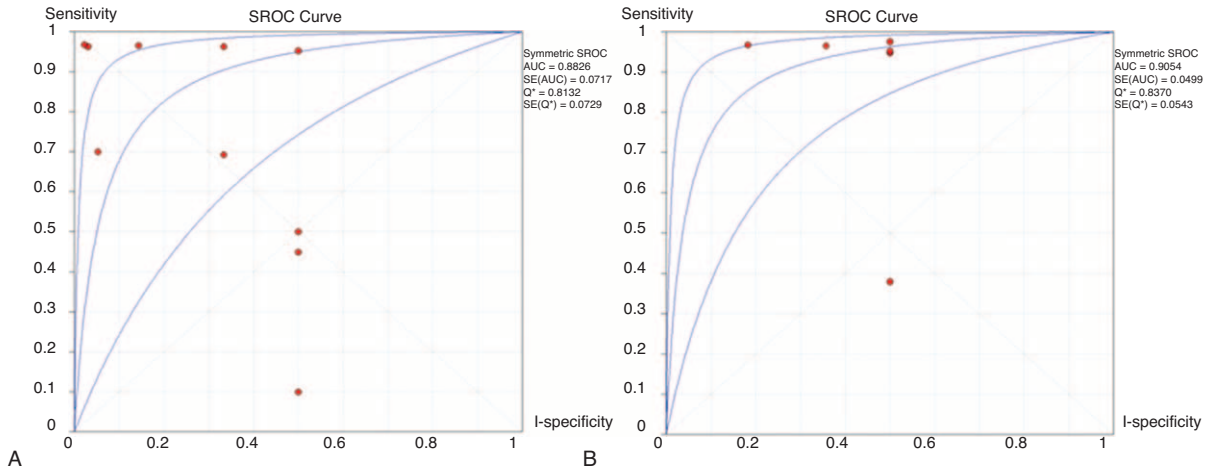 Sensitivity SROC Curve
1
Symmetric SROC
AUC = 0.8826
SE(AUC) = 0.0717
Q* = 0.8132
SE(Q*) = 0.0729
0.9
0.8
0.7
0.6
0.5
0.4
0.3
0.2
0.1
0
0 0.2 0.4 0.6 0.8 1
I-specificity
A
Sensitivity SROC Curve
1
Symmetric SROC
AUC = 0.9054
SE(AUC) = 0.0499
Q* = 0.8370
SE(Q*) = 0.0543
0.9
0.8
0.7
0.6
0.5
0.4
0.3
0.2
0.1
0
0 0.2 0.4 0.6 0.8 1
I-specificity
B